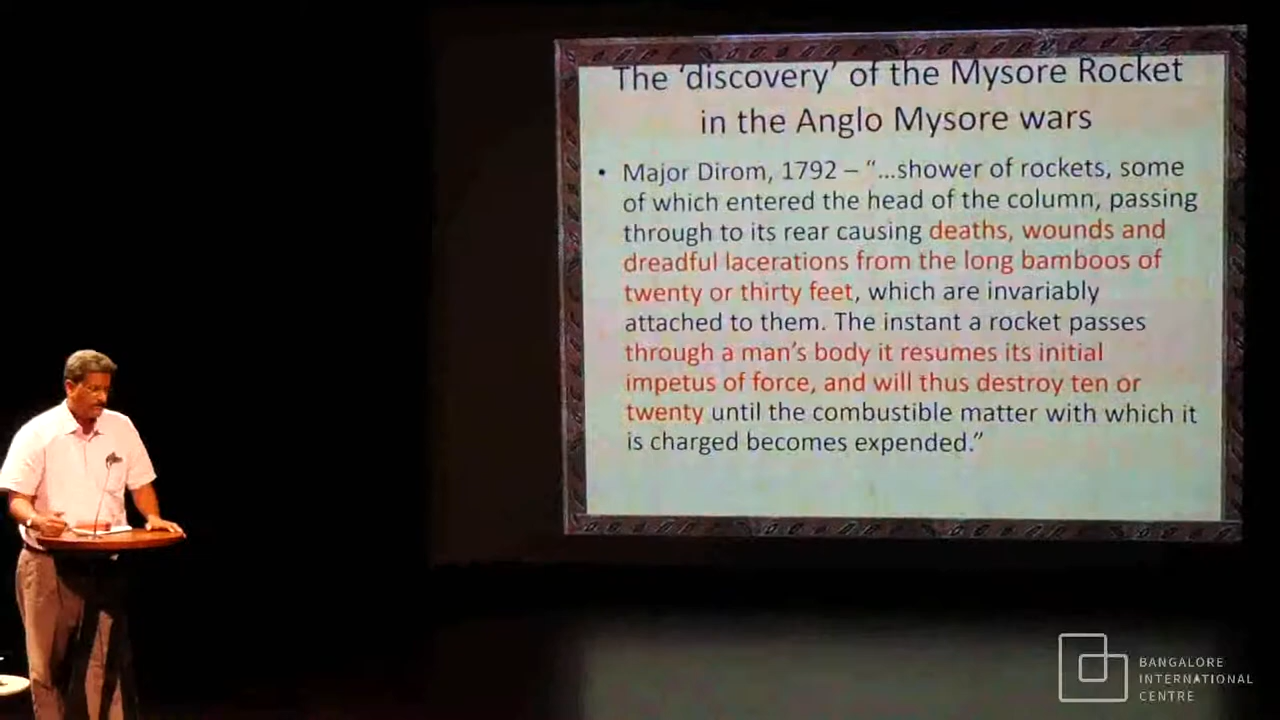 The ‘discovery’ of the Mysore Rocket
in the Anglo Mysore wars
• Major Dirom, 1792 – “...shower of rockets, some
of which entered the head of the column, passing
through to its rear causing deaths, wounds and
dreadful lacerations from the long bamboos of
twenty or thirty feet, which are invariably
attached to them. The instant a rocket passes
through a man’s body it resumes its initial
impetus of force, and will thus destroy ten or
twenty until the combustible matter with which it
is charged becomes expended.”
BANGALORE
INTERNATIONAL
CENTRE